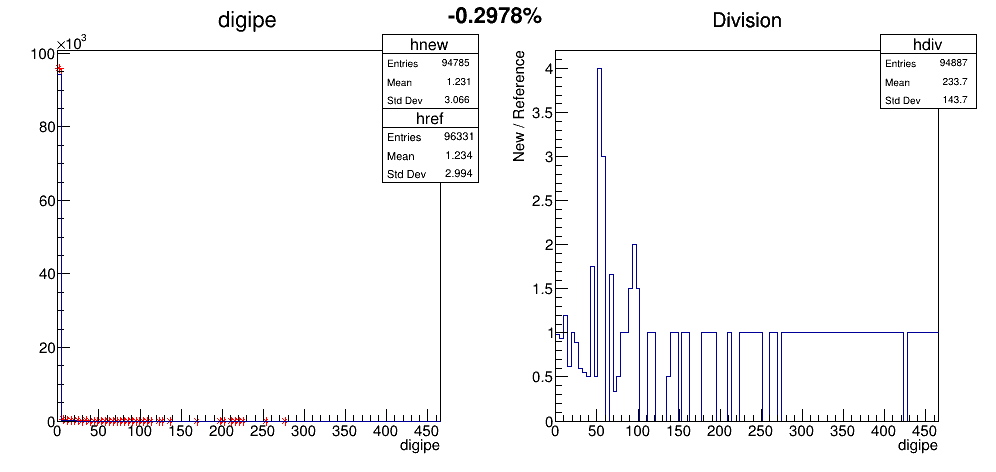 -0.2978%
digipe
×10³
hnew
Entries 94785
Mean 1.231
Std Dev 3.066
href
Entries 96331
Mean 1.234
Std Dev 2.994
100
80
60
40
20
0
0 50 100 150 200 250 300 350 400 450
digipe
Division
hdiv
Entries 94887
Mean 233.7
Std Dev 143.7
New / Reference
4
3.5
3
2.5
2
1.5
1
0.5
0
0 50 100 150 200 250 300 350 400 450
digipe